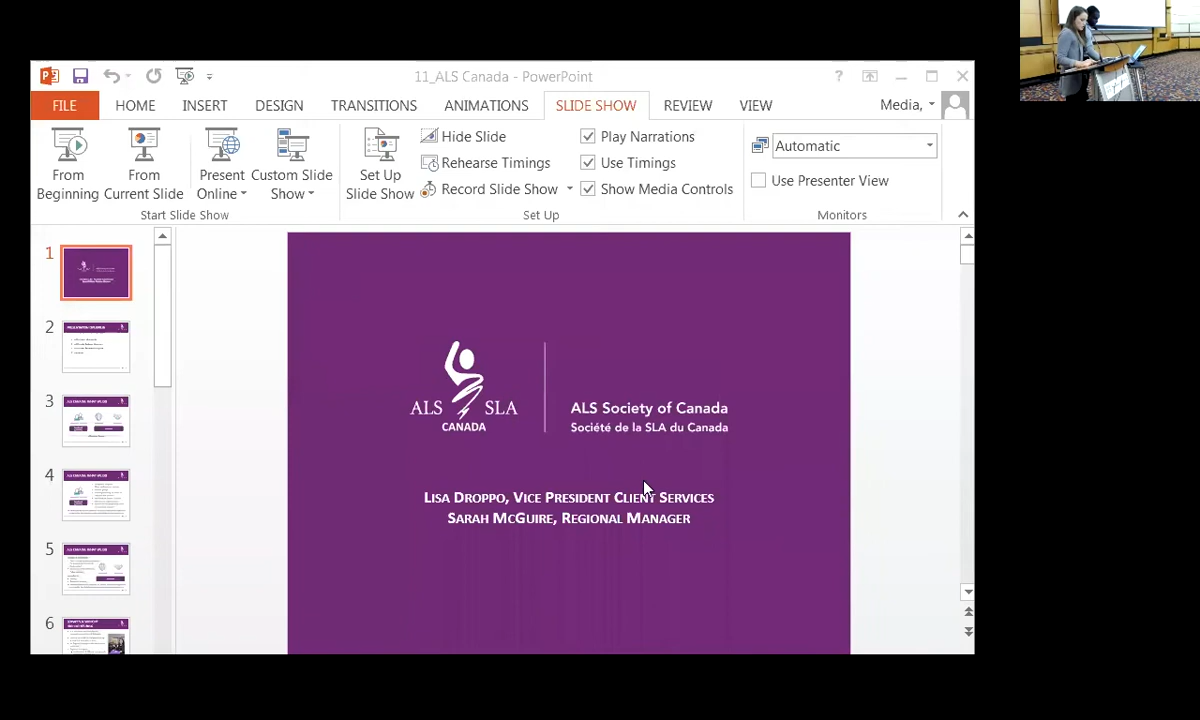 11_ALS Canada - PowerPoint
?
FILE
HOME
INSERT
DESIGN
TRANSITIONS
ANIMATIONS
SLIDE SHOW
REVIEW
VIEW
Media,
From Beginning
From Current Slide
Present Online
Custom Slide Show
Set Up Slide Show
Hide Slide
Rehearse Timings
Record Slide Show
Play Narrations
Use Timings
Show Media Controls
Automatic
Use Presenter View
Start Slide Show
Set Up
Monitors
1
2
3
4
5
6
ALS SLA
CANADA
ALS Society of Canada
Société de la SLA du Canada
Lisa Droppo, Vice President Client Services
Sarah McGuire, Regional Manager